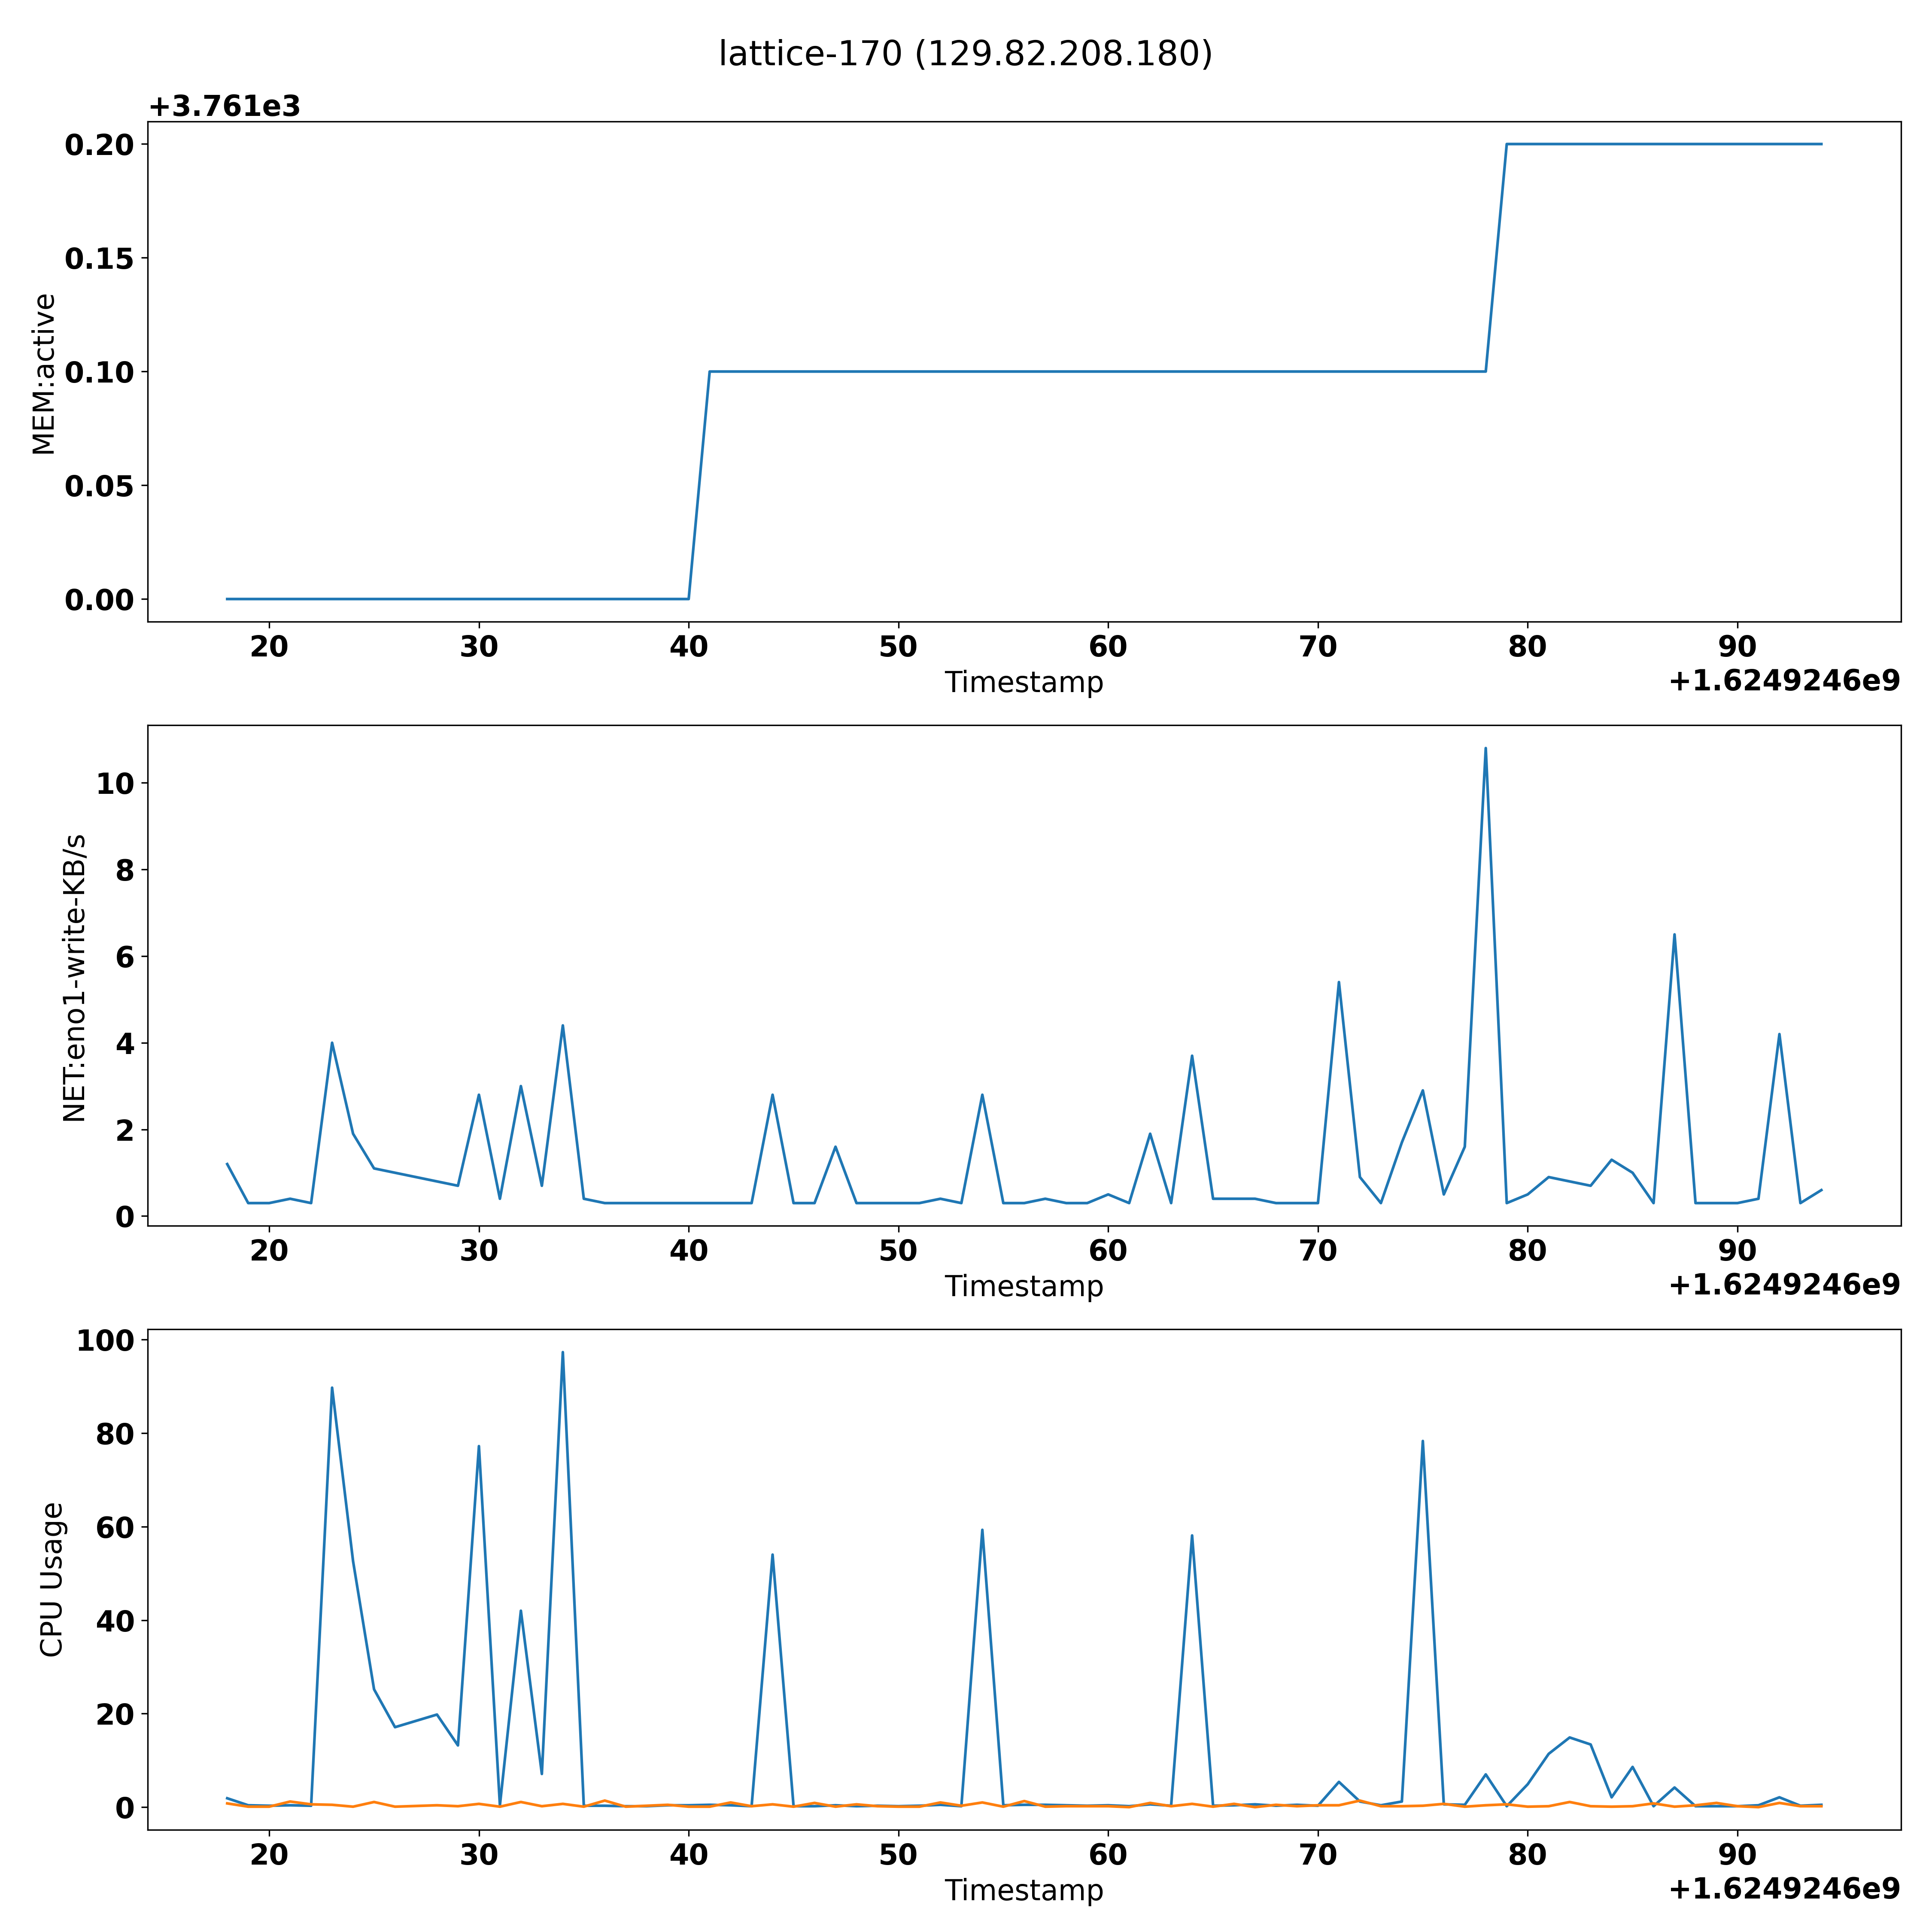 lattice-170 (129.82.208.180)
+3.761e3
0.20
0.15
0.10
0.05
0.00
MEM:active
20 30 40 50 60 70 80 90
Timestamp
+1.6249246e9
10
8
6
4
2
0
NET:eno1-write-KB/s
20 30 40 50 60 70 80 90
Timestamp
+1.6249246e9
100
80
60
40
20
0
CPU Usage
20 30 40 50 60 70 80 90
Timestamp
+1.6249246e9